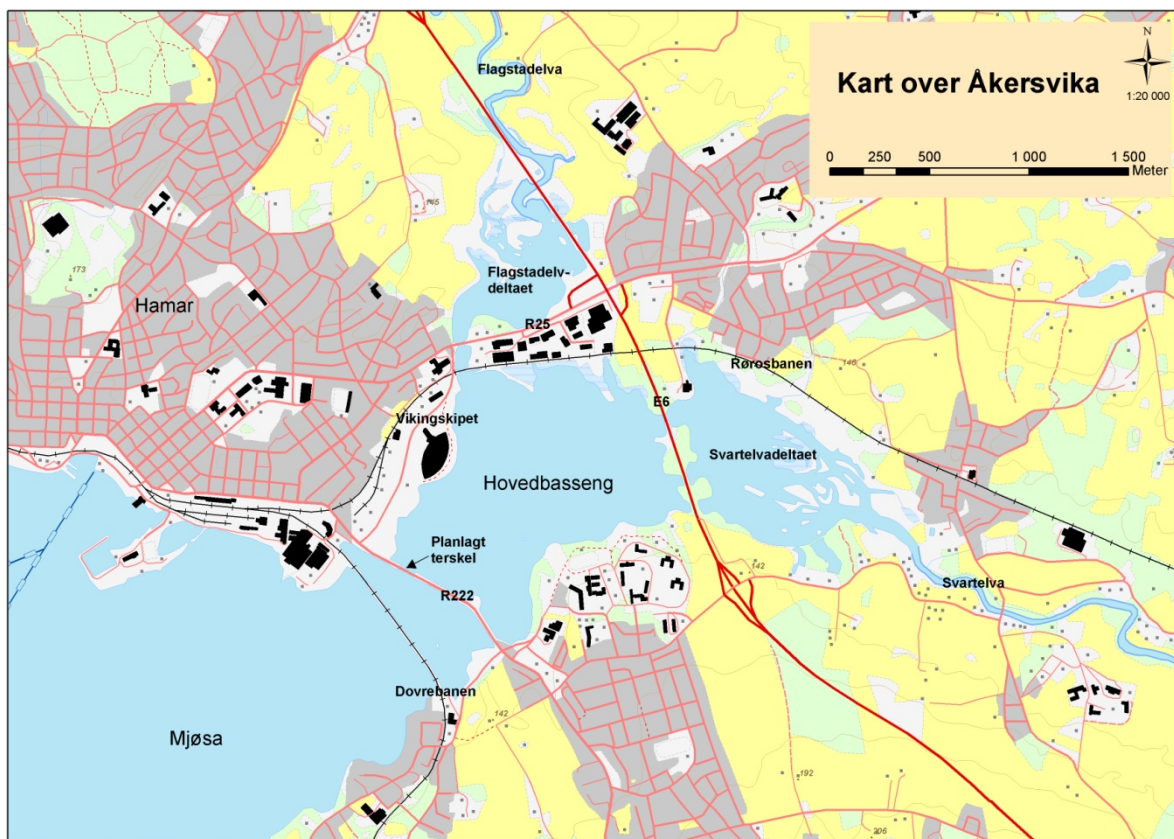 Kart over Åkersvika
N
1:20 000
0 250 500 1 000 1 500
Meter
Flagstadelva
145
Flagstadelv-
deltaet
173
Hamar
R25
Rørosbanen
146
E6
Vikingskipet
Svartelvadeltaet
Hovedbasseng
Planlagt
terskel
142
Svartelva
R222
Dovrebanen
142
Mjøsa
192
206